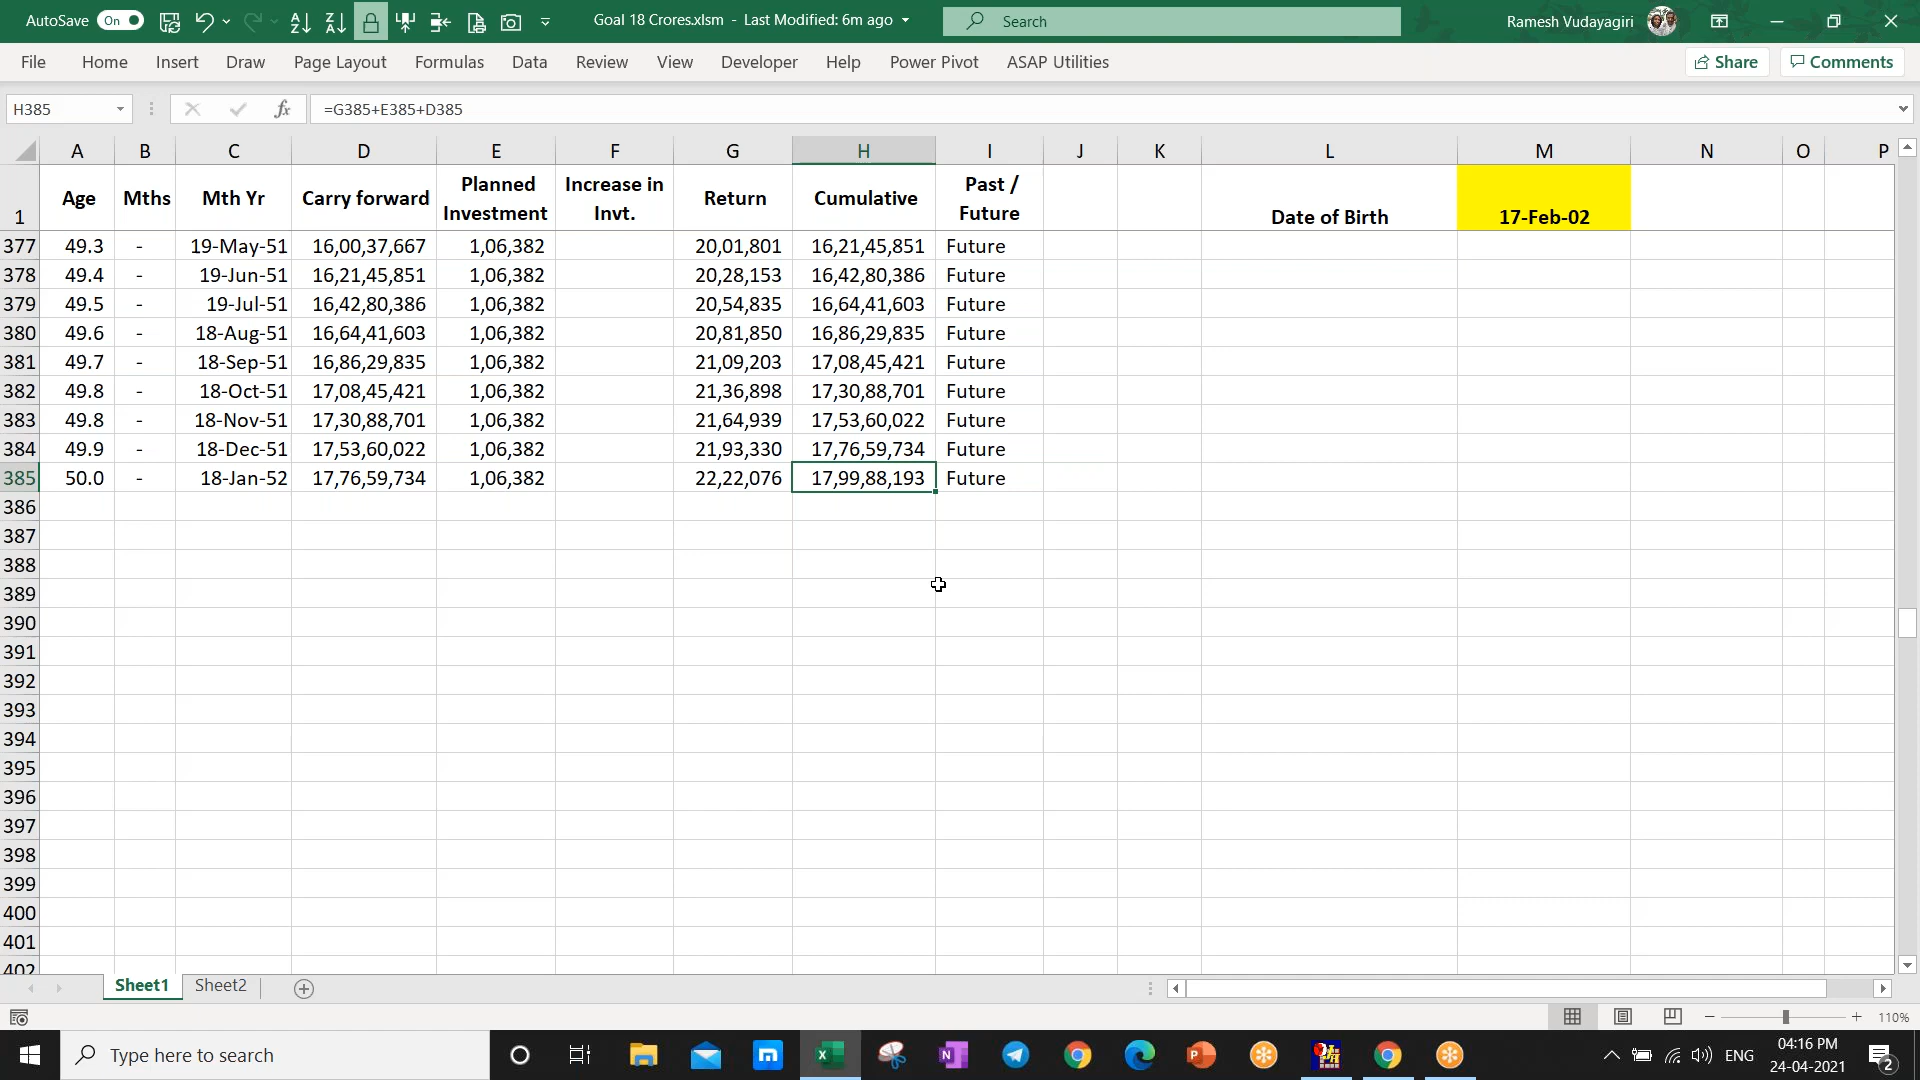 AutoSave On
Goal 18 Crores.xlsm - Last Modified: 6m ago
Search
Ramesh Vudayagiri
File Home Insert Draw Page Layout Formulas Data Review View Developer Help Power Pivot ASAP Utilities
Share Comments
H385 fx =G385+E385+D385
A B C D E F G H I J K L M N O P
1 Age Mths Mth Yr Carry forward Planned Investment Increase in Invt. Return Cumulative Past / Future Date of Birth 17-Feb-02
377 49.3 - 19-May-51 16,00,37,667 1,06,382 20,01,801 16,21,45,851 Future
378 49.4 - 19-Jun-51 16,21,45,851 1,06,382 20,28,153 16,42,80,386 Future
379 49.5 - 19-Jul-51 16,42,80,386 1,06,382 20,54,835 16,64,41,603 Future
380 49.6 - 18-Aug-51 16,64,41,603 1,06,382 20,81,850 16,86,29,835 Future
381 49.7 - 18-Sep-51 16,86,29,835 1,06,382 21,09,203 17,08,45,421 Future
382 49.8 - 18-Oct-51 17,08,45,421 1,06,382 21,36,898 17,30,88,701 Future
383 49.8 - 18-Nov-51 17,30,88,701 1,06,382 21,64,939 17,53,60,022 Future
384 49.9 - 18-Dec-51 17,53,60,022 1,06,382 21,93,330 17,76,59,734 Future
385 50.0 - 18-Jan-52 17,76,59,734 1,06,382 22,22,076 17,99,88,193 Future
386
387
388
389
390
391
392
393
394
395
396
397
398
399
400
401
402
Sheet1 Sheet2
110%
Type here to search
ENG
04:16 PM
24-04-2021
2